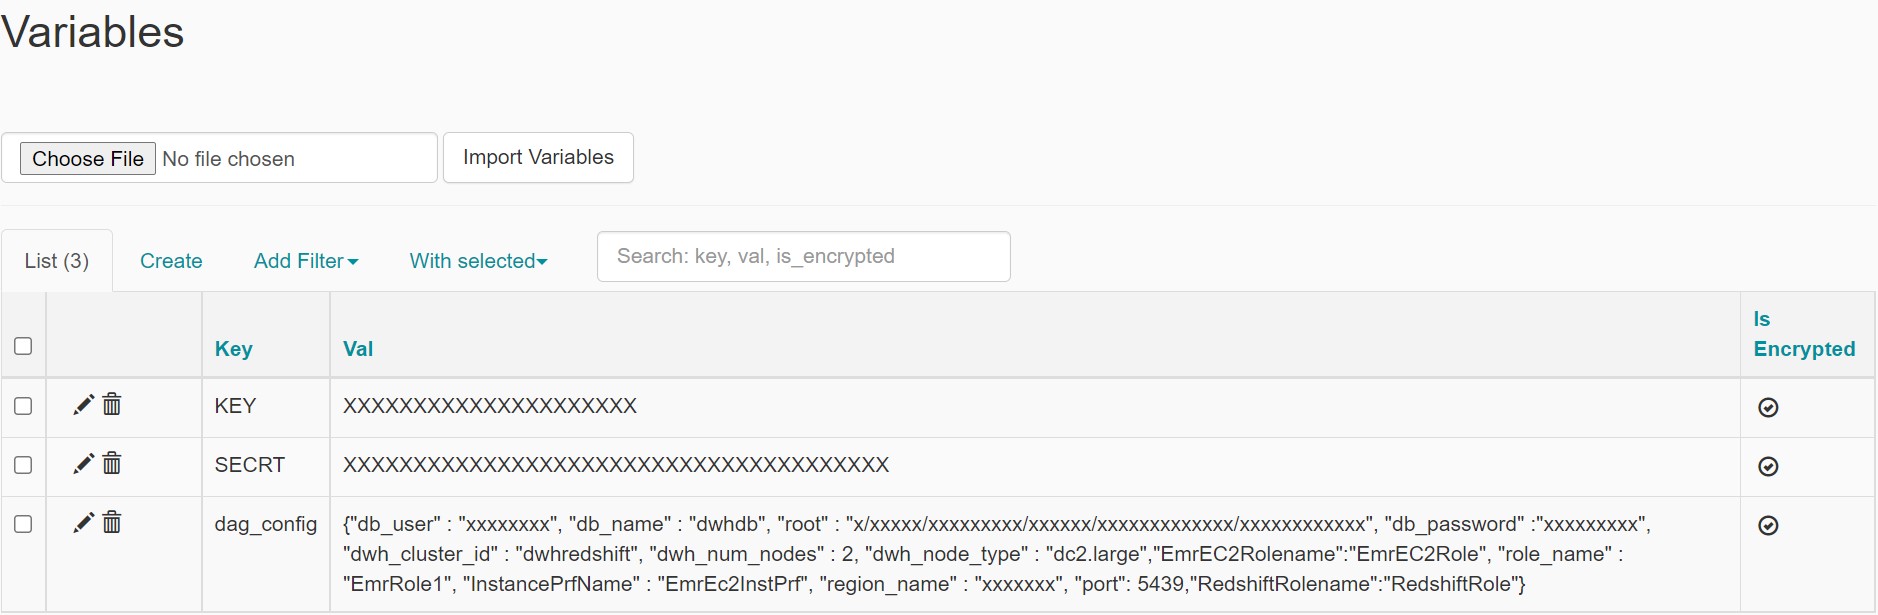 Variables
Choose File No file chosen Import Variables
List (3) Create Add Filter With selected Search: key, val, is_encrypted
Key Val Is Encrypted
KEY XXXXXXXXXXXXXXXXXXXXX
SECRT XXXXXXXXXXXXXXXXXXXXXXXXXXXXXXXXXXXXXXX
dag_config {"db_user" : "xxxxxxxx", "db_name" : "dwhdb", "root" : "x/xxxxx/xxxxxxxxx/xxxxxx/xxxxxxxxxxxxx/xxxxxxxxxxxx", "db_password" :"xxxxxxxxx",
"dwh_cluster_id" : "dwhredshift", "dwh_num_nodes" : 2, "dwh_node_type" : "dc2.large","EmrEC2Rolename":"EmrEC2Role", "role_name" :
"EmrRole1", "InstancePrfName" : "EmrEc2InstPrf", "region_name" : "xxxxxxx", "port": 5439,"RedshiftRolename":"RedshiftRole"}